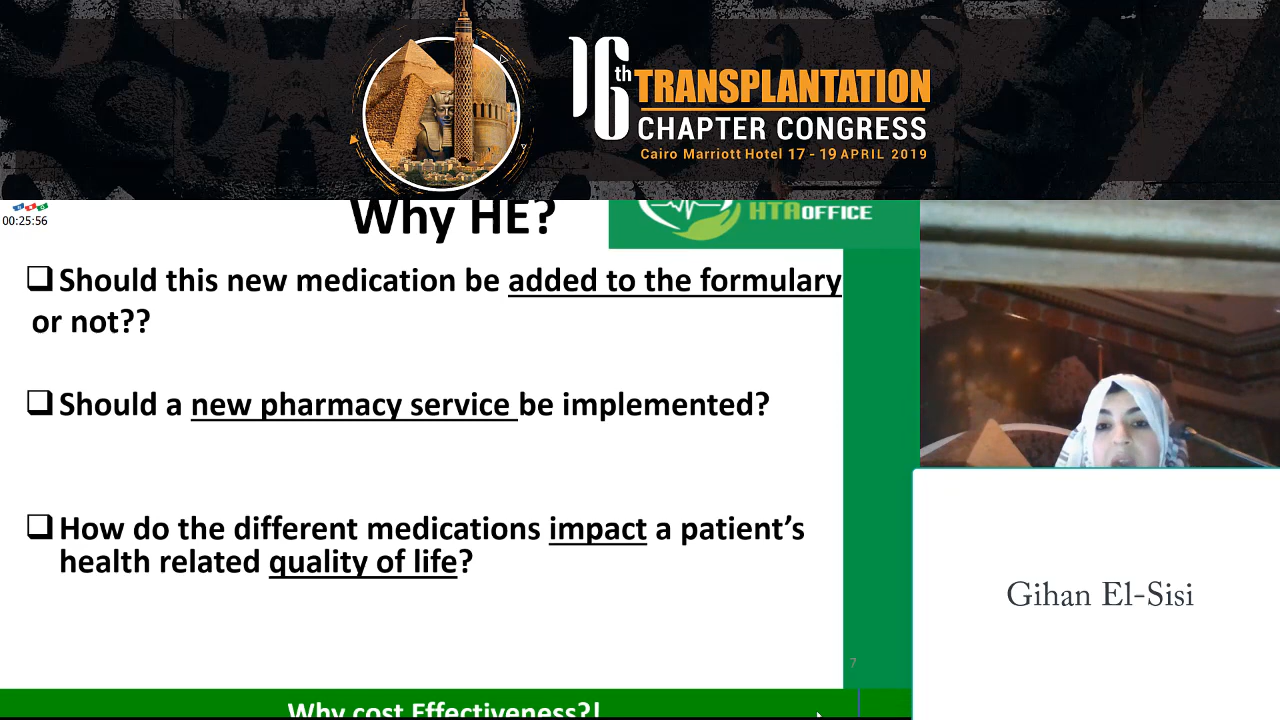 16th TRANSPLANTATION
CHAPTER CONGRESS
Cairo Marriott Hotel 17 - 19 APRIL 2019
00:25:56
Why HE?
HTAOFFICE
❑ Should this new medication be added to the formulary
or not??
❑ Should a new pharmacy service be implemented?
❑ How do the different medications impact a patient’s
health related quality of life?
Gihan El-Sisi
7
Why cost Effectiveness?!